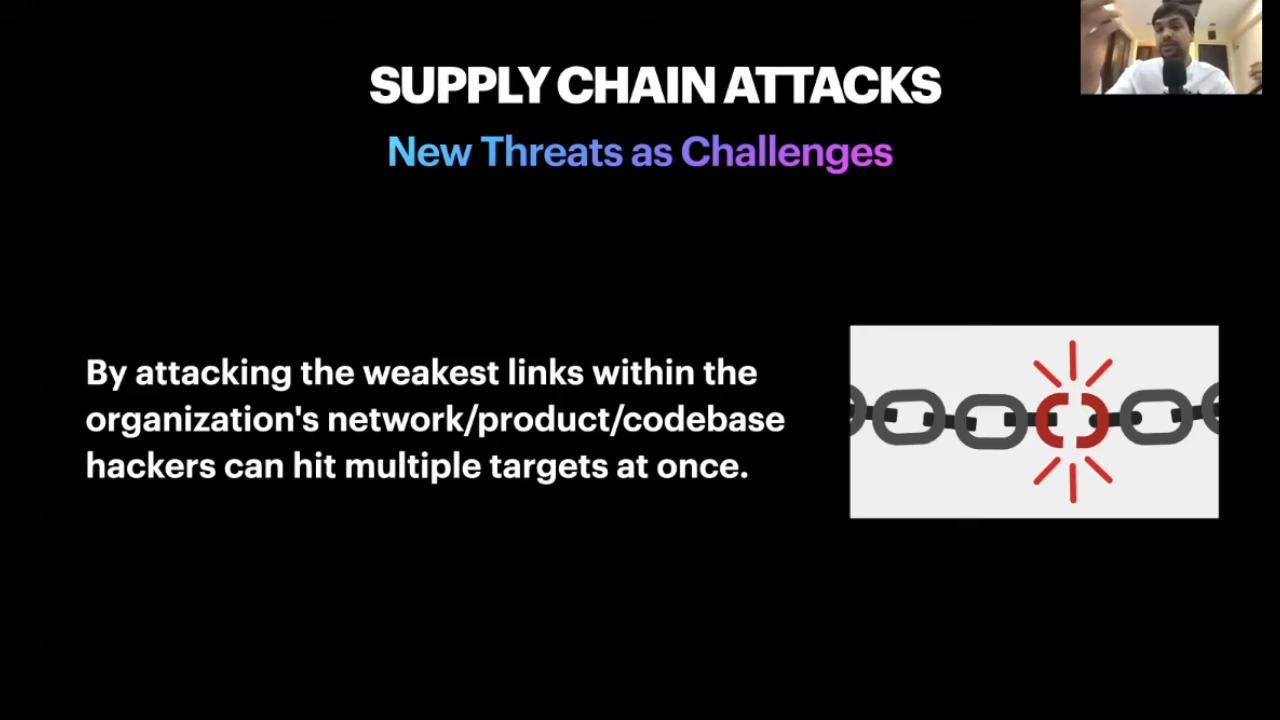 SUPPLY CHAIN ATTACKS
New Threats as Challenges
By attacking the weakest links within the
organization's network/product/codebase
hackers can hit multiple targets at once.